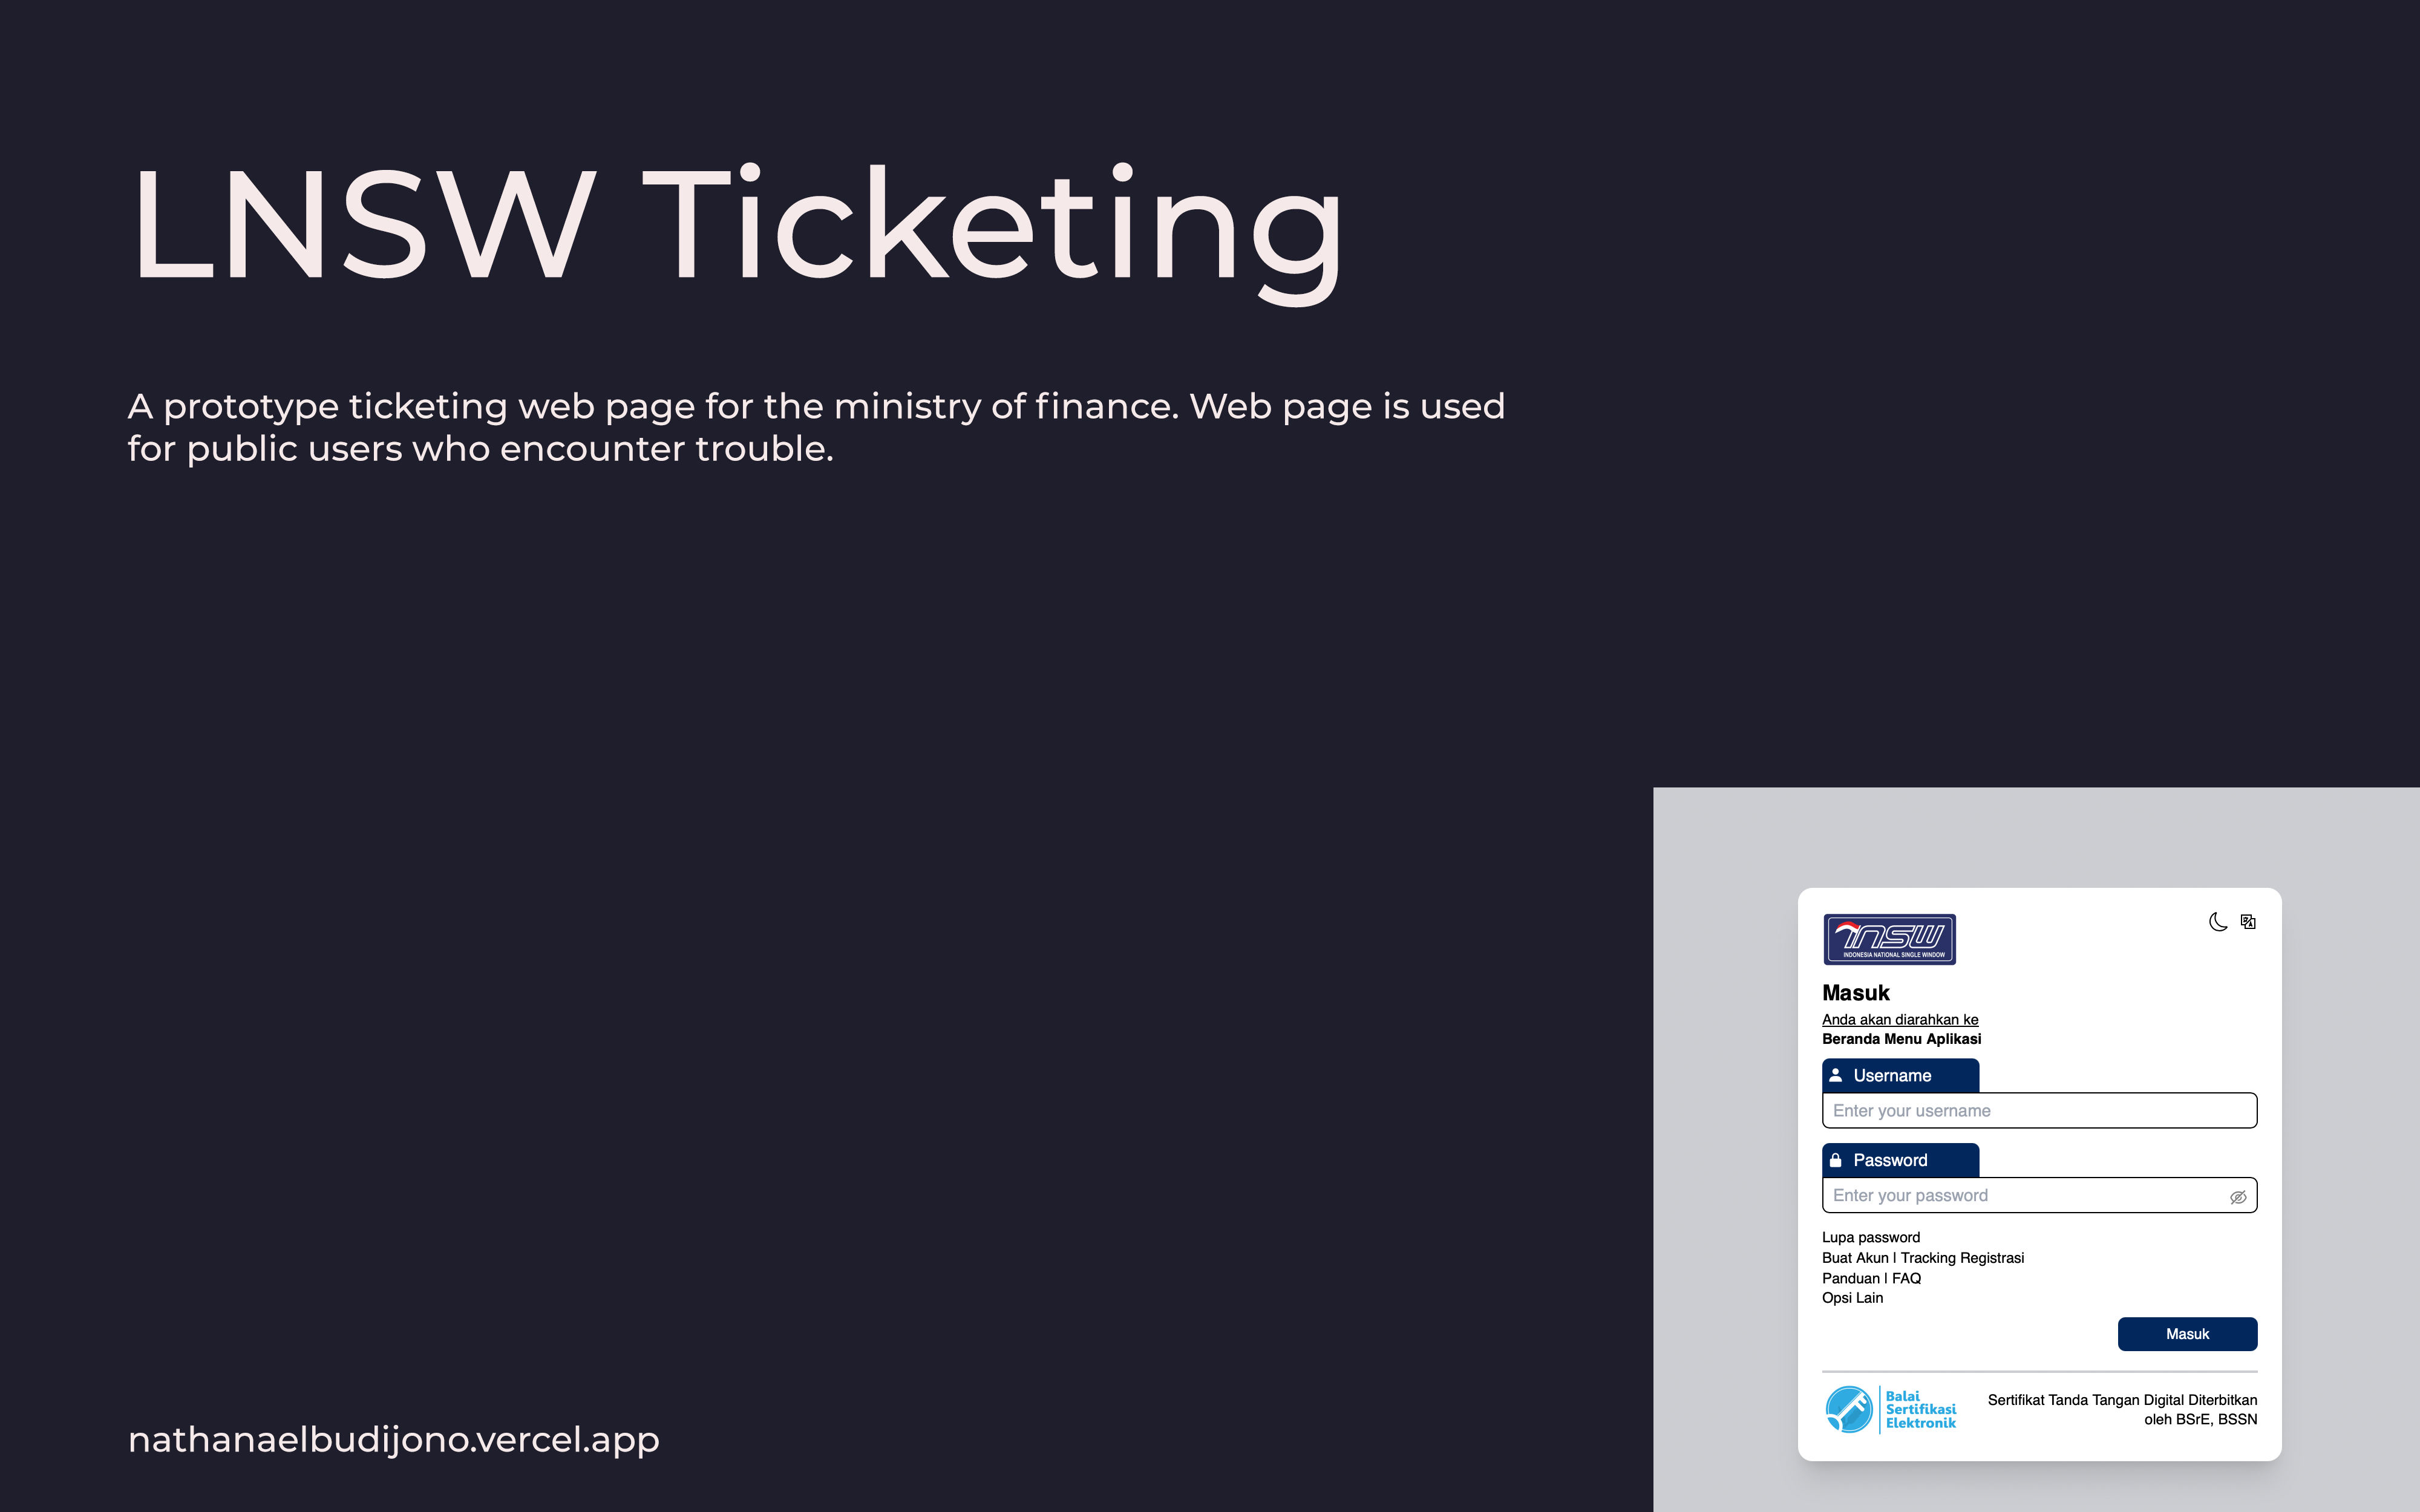 LNSW Ticketing
A prototype ticketing web page for the ministry of finance. Web page is used
for public users who encounter trouble.
INSW
INDONESIA NATIONAL SINGLE WINDOW
Masuk
Anda akan diarahkan ke
Beranda Menu Aplikasi
Username
Enter your username
Password
Enter your password
Lupa password
Buat Akun | Tracking Registrasi
Panduan | FAQ
Opsi Lain
Masuk
Balai
Sertifikasi
Elektronik
Sertifikat Tanda Tangan Digital Diterbitkan
oleh BSrE, BSSN
nathanaelbudijono.vercel.app